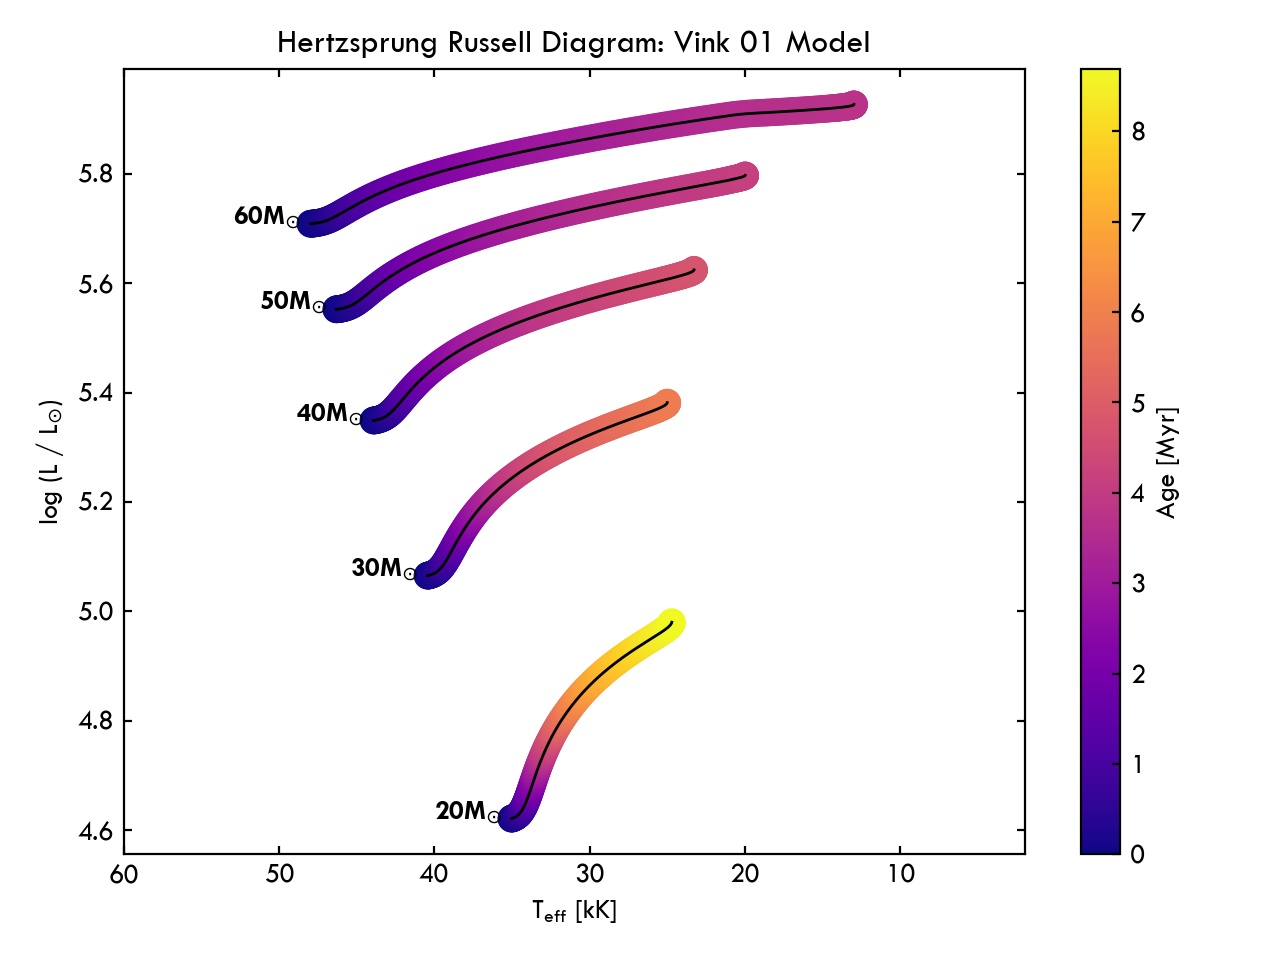 Hertzsprung Russell Diagram: Vink 01 Model
log (L / L⊙)
5.8
5.6
5.4
5.2
5.0
4.8
4.6
60M⊙
50M⊙
40M⊙
30M⊙
20M⊙
60 50 40 30 20 10
Teff [kK]
8
7
6
5
4
3
2
1
0
Age [Myr]